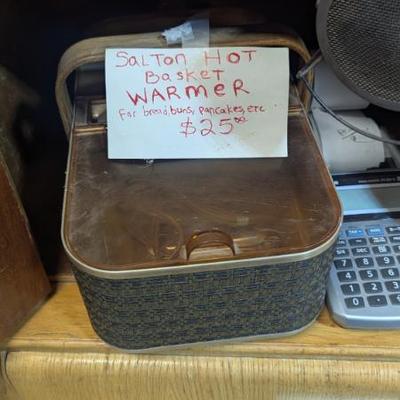 SALTON HOT
Basket
WARMER
For bread, buns, pancakes, etc
$25.00